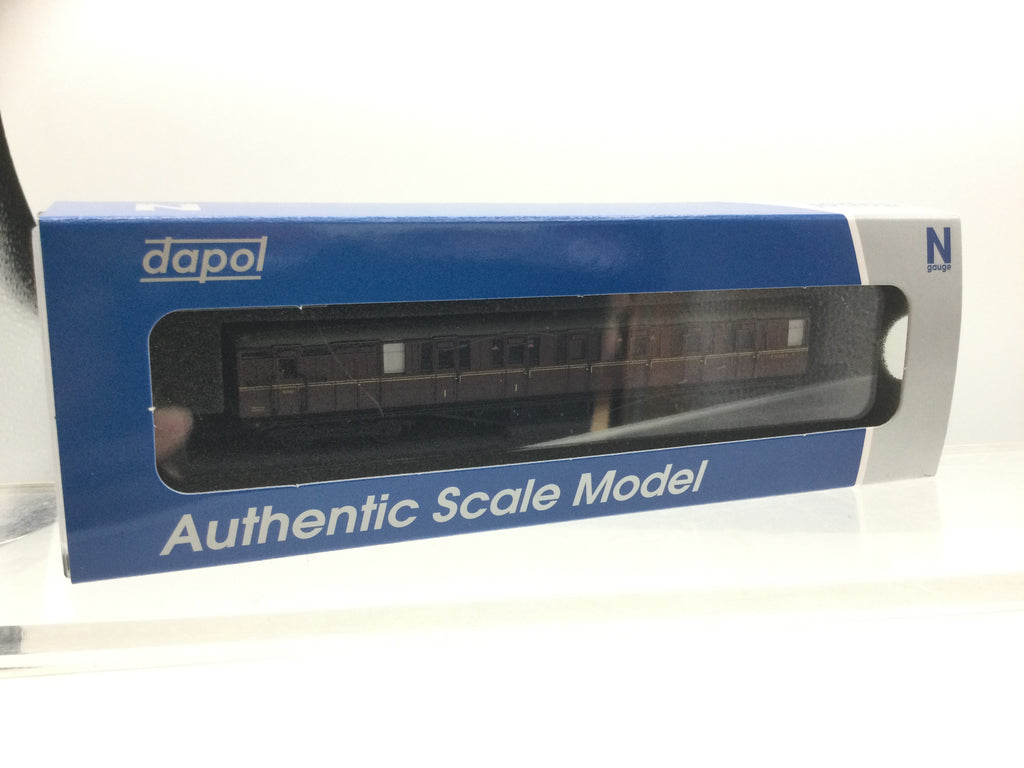 dapol
N
gauge
Authentic Scale Model